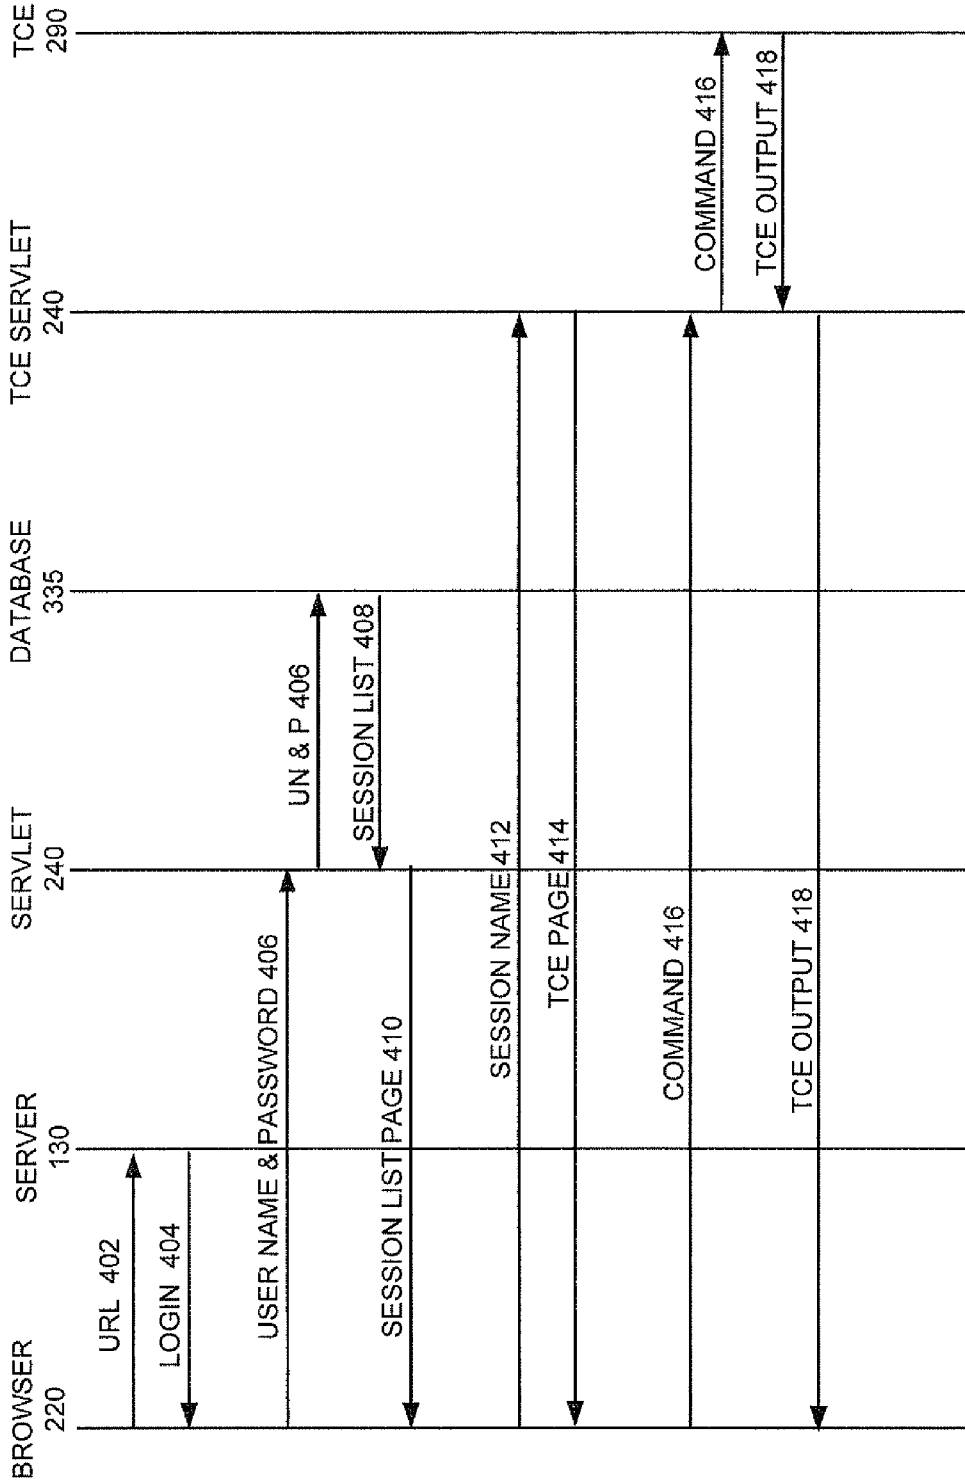 BROWSER
220
SERVER
130
SERVLET
240
DATABASE
335
TCE SERVLET
240
TCE
290
URL 402
LOGIN 404
USER NAME & PASSWORD 406
UN & P 406
SESSION LIST 408
SESSION LIST PAGE 410
SESSION NAME 412
TCE PAGE 414
COMMAND 416
COMMAND 416
TCE OUTPUT 418
TCE OUTPUT 418